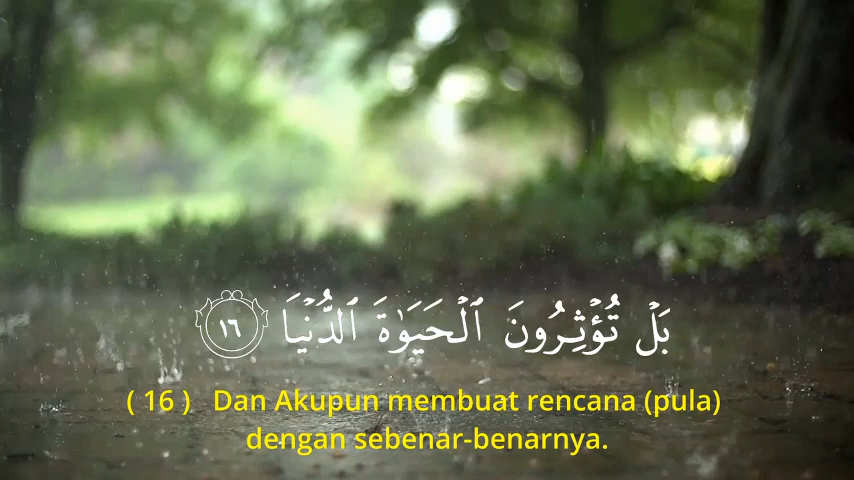 بَلۡ تُؤۡثِرُونَ ٱلۡحَيَوٰةَ ٱلدُّنۡيَا ١٦
( 16 ) Dan Akupun membuat rencana (pula)
dengan sebenar-benarnya.